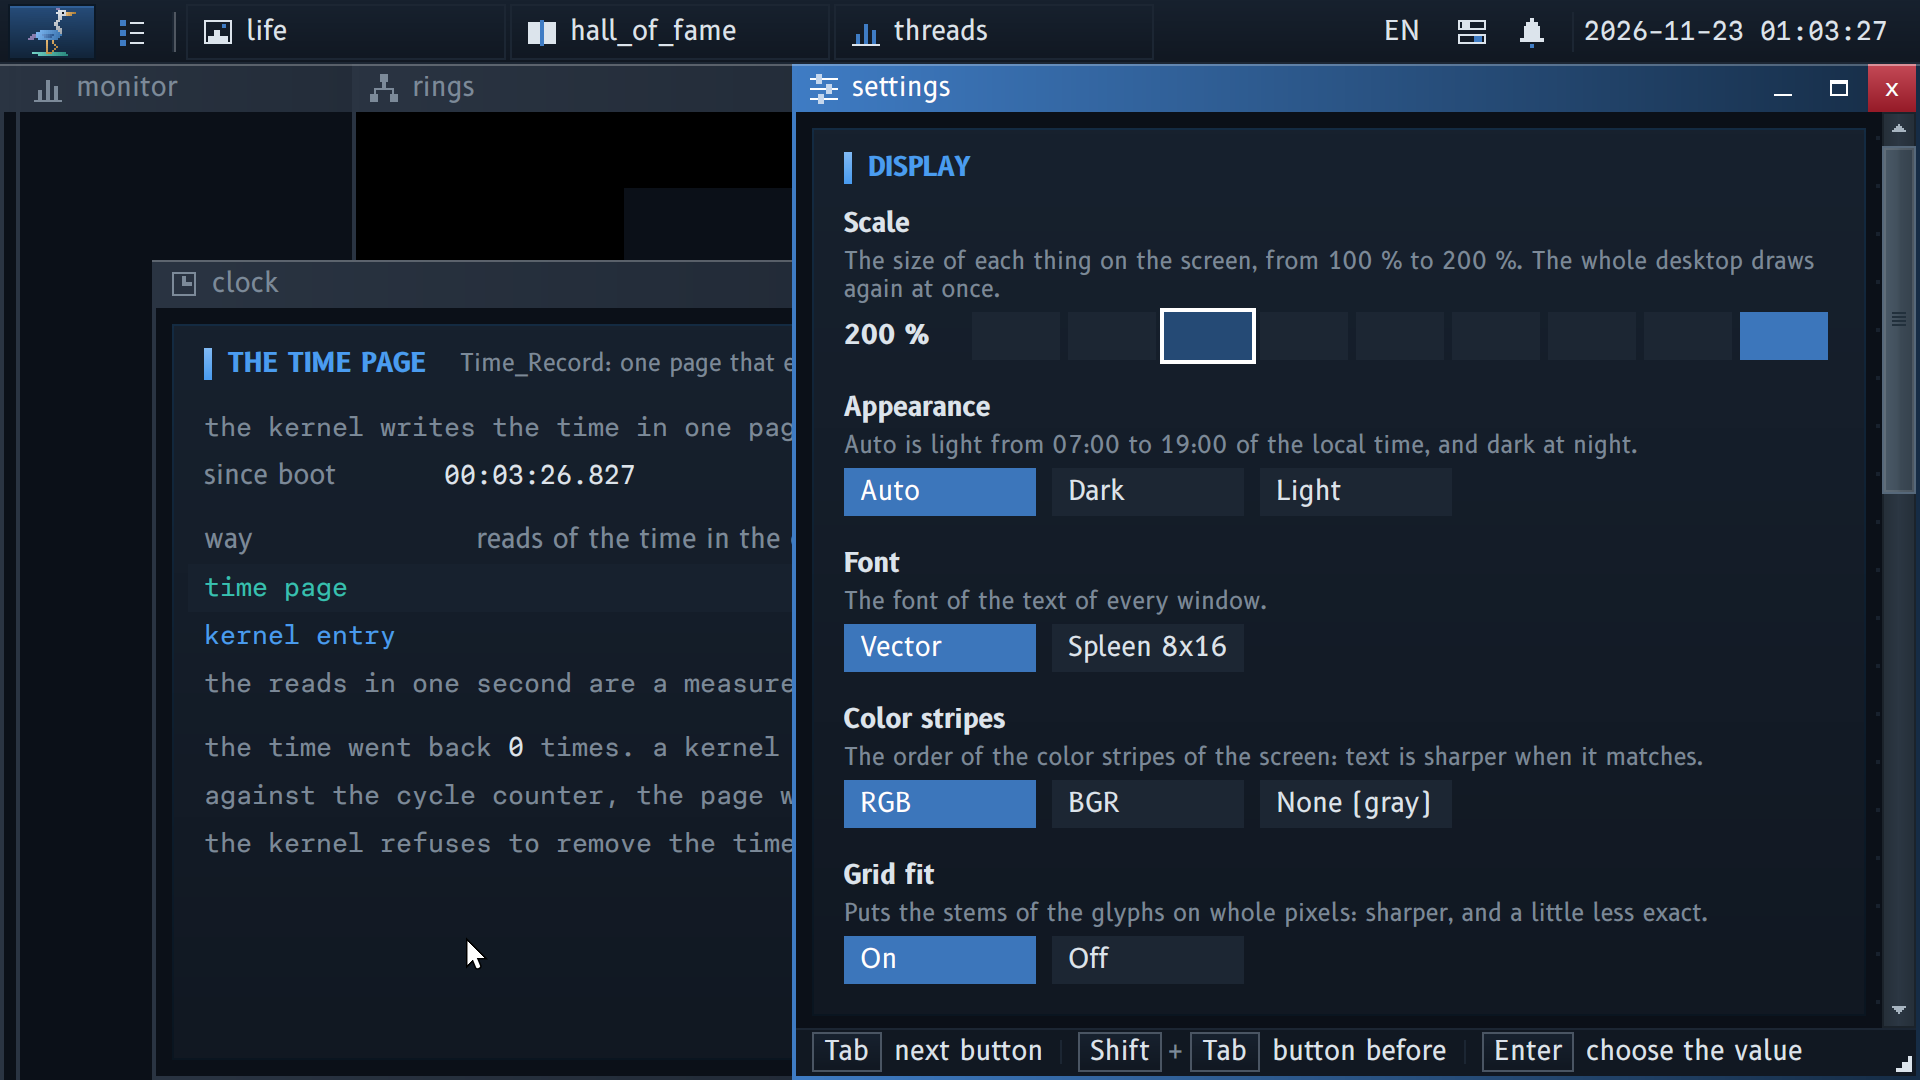 life
hall_of_fame
threads
EN
2026-11-23 01:03:27
monitor
rings
settings
x
DISPLAY
Scale
The size of each thing on the screen, from 100 % to 200 %. The whole desktop draws
again at once.
200 %
Appearance
Auto is light from 07:00 to 19:00 of the local time, and dark at night.
Auto
Dark
Light
Font
The font of the text of every window.
Vector
Spleen 8x16
Color stripes
The order of the color stripes of the screen: text is sharper when it matches.
RGB
BGR
None (gray)
Grid fit
Puts the stems of the glyphs on whole pixels: sharper, and a little less exact.
On
Off
Tab next button
Shift + Tab button before
Enter choose the value
clock
THE TIME PAGE
Time_Record: one page that
the kernel writes the time in one
since boot
00:03:26.827
way
reads of the time in the
time page
kernel entry
the reads in one second are a measure
the time went back 0 times. a kernel
against the cycle counter, the page
the kernel refuses to remove the time